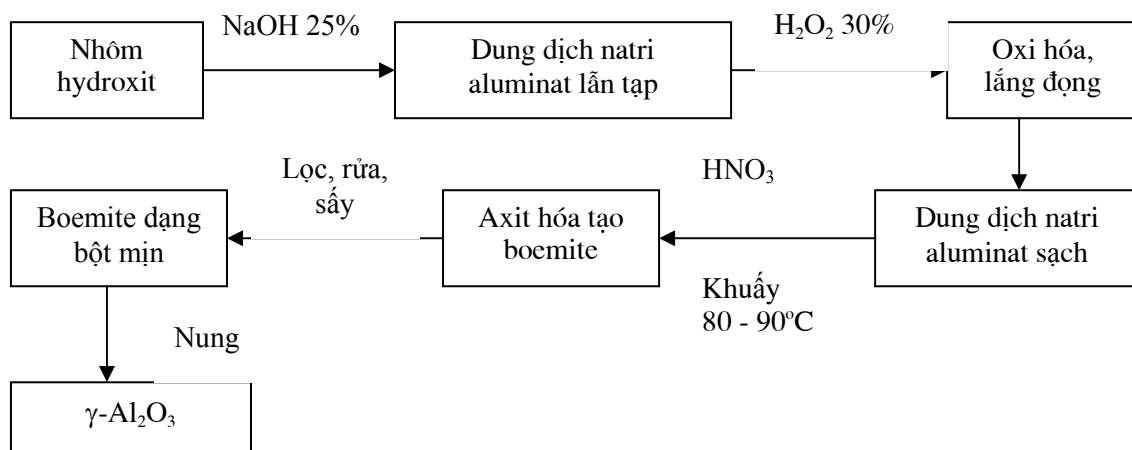 Nhôm
hydroxit
NaOH 25%
Dung dịch natri
aluminat lẫn tạp
H₂O₂ 30%
Oxi hóa,
lắng đọng
Dung dịch natri
aluminat sạch
HNO₃
Khuấy
80 - 90ºC
Axit hóa tạo
boemite
Lọc, rửa,
sấy
Boemite dạng
bột mịn
Nung
γ-Al₂O₃